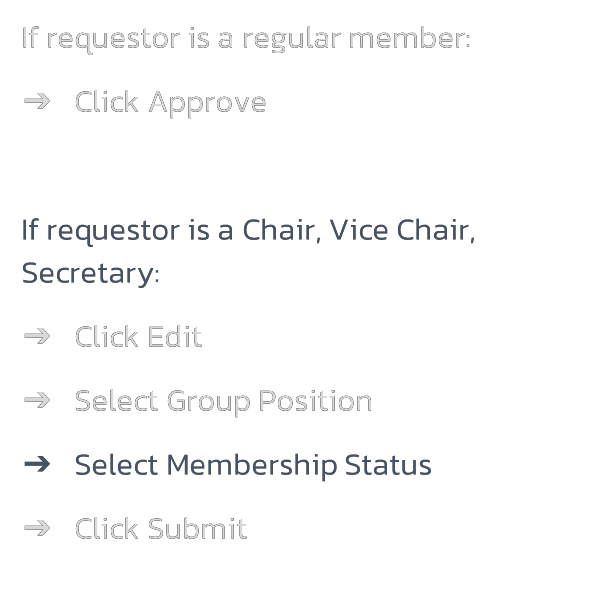 If requestor is a regular member:
➔ Click Approve
If requestor is a Chair, Vice Chair,
Secretary:
➔ Click Edit
➔ Select Group Position
➔ Select Membership Status
➔ Click Submit